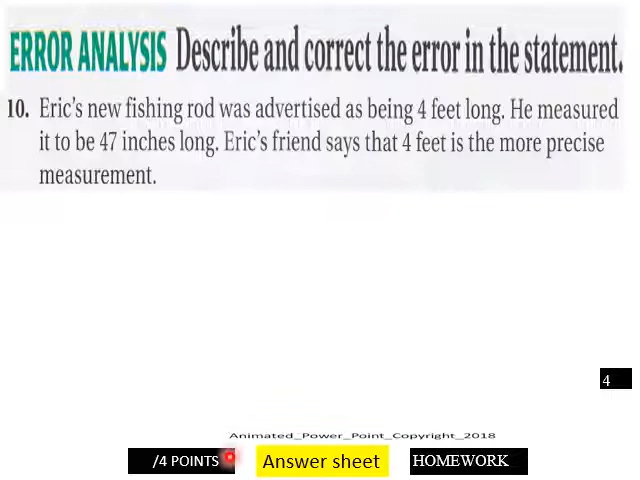 ERROR ANALYSIS Describe and correct the error in the statement.
10. Eric's new fishing rod was advertised as being 4 feet long. He measured
it to be 47 inches long. Eric's friend says that 4 feet is the more precise
measurement.
4
Animated_Power_Point_Copyright_2018
/4 POINTS
Answer sheet
HOMEWORK